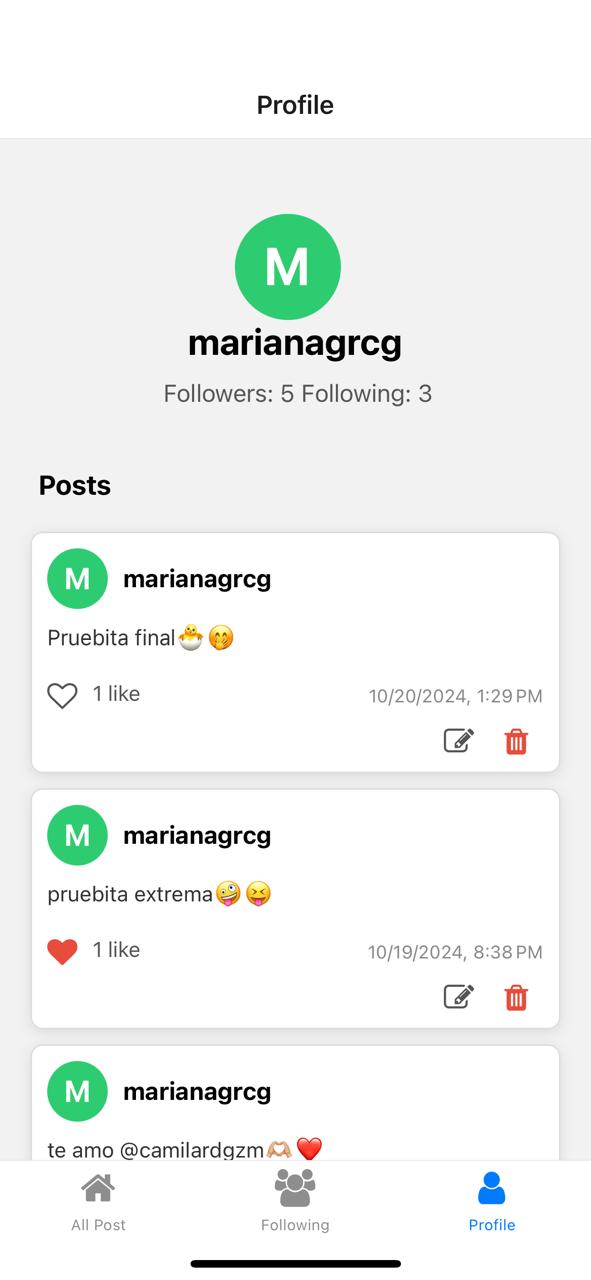 Profile
M
marianagrcg
Followers: 5 Following: 3
Posts
M marianagrcg
Pruebita final🐣🤭
1 like 10/20/2024, 1:29 PM
M marianagrcg
pruebita extrema🤪😝
1 like 10/19/2024, 8:38 PM
M marianagrcg
te amo @camilardgzm🫶🏼❤️
All Post Following Profile